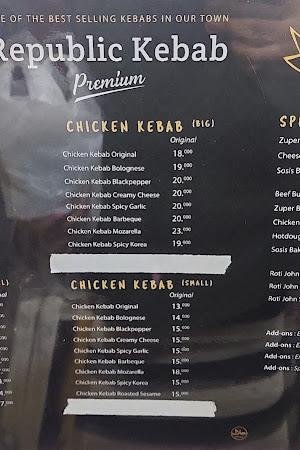 E OF THE BEST SELLING KEBABS IN OUR TOWN
Republic Kebab
Premium
CHICKEN KEBAB (BIG)
Original
Chicken Kebab Original 18.000
Chicken Kebab Bolognese 19.000
Chicken Kebab Blackpepper 20.000
Chicken Kebab Creamy Cheese 20.000
Chicken Kebab Spicy Garlic 20.000
Chicken Kebab Barbeque 20.000
Chicken Kebab Mozarella 23.000
Chicken Kebab Spicy Korea 19.000
CHICKEN KEBAB (SMALL)
Original
Chicken Kebab Original 13.000
Chicken Kebab Bolognese 14.000
Chicken Kebab Blackpepper 15.000
Chicken Kebab Creamy Cheese 15.000
Chicken Kebab Spicy Garlic 15.000
Chicken Kebab Barbeque 15.000
Chicken Kebab Mozarella 18.000
Chicken Kebab Spicy Korea 15.000
Chicken Kebab Roasted Sesame 15.000
SP
Zuper
Cheese
Sosis B
Beef Bu
Zuper B
Chicken
Hotdou
Sosis Ba
Roti John
Roti John
Roti John
Add-ons : E
Add-ons :
Add-ons :
Add-ons : Sp